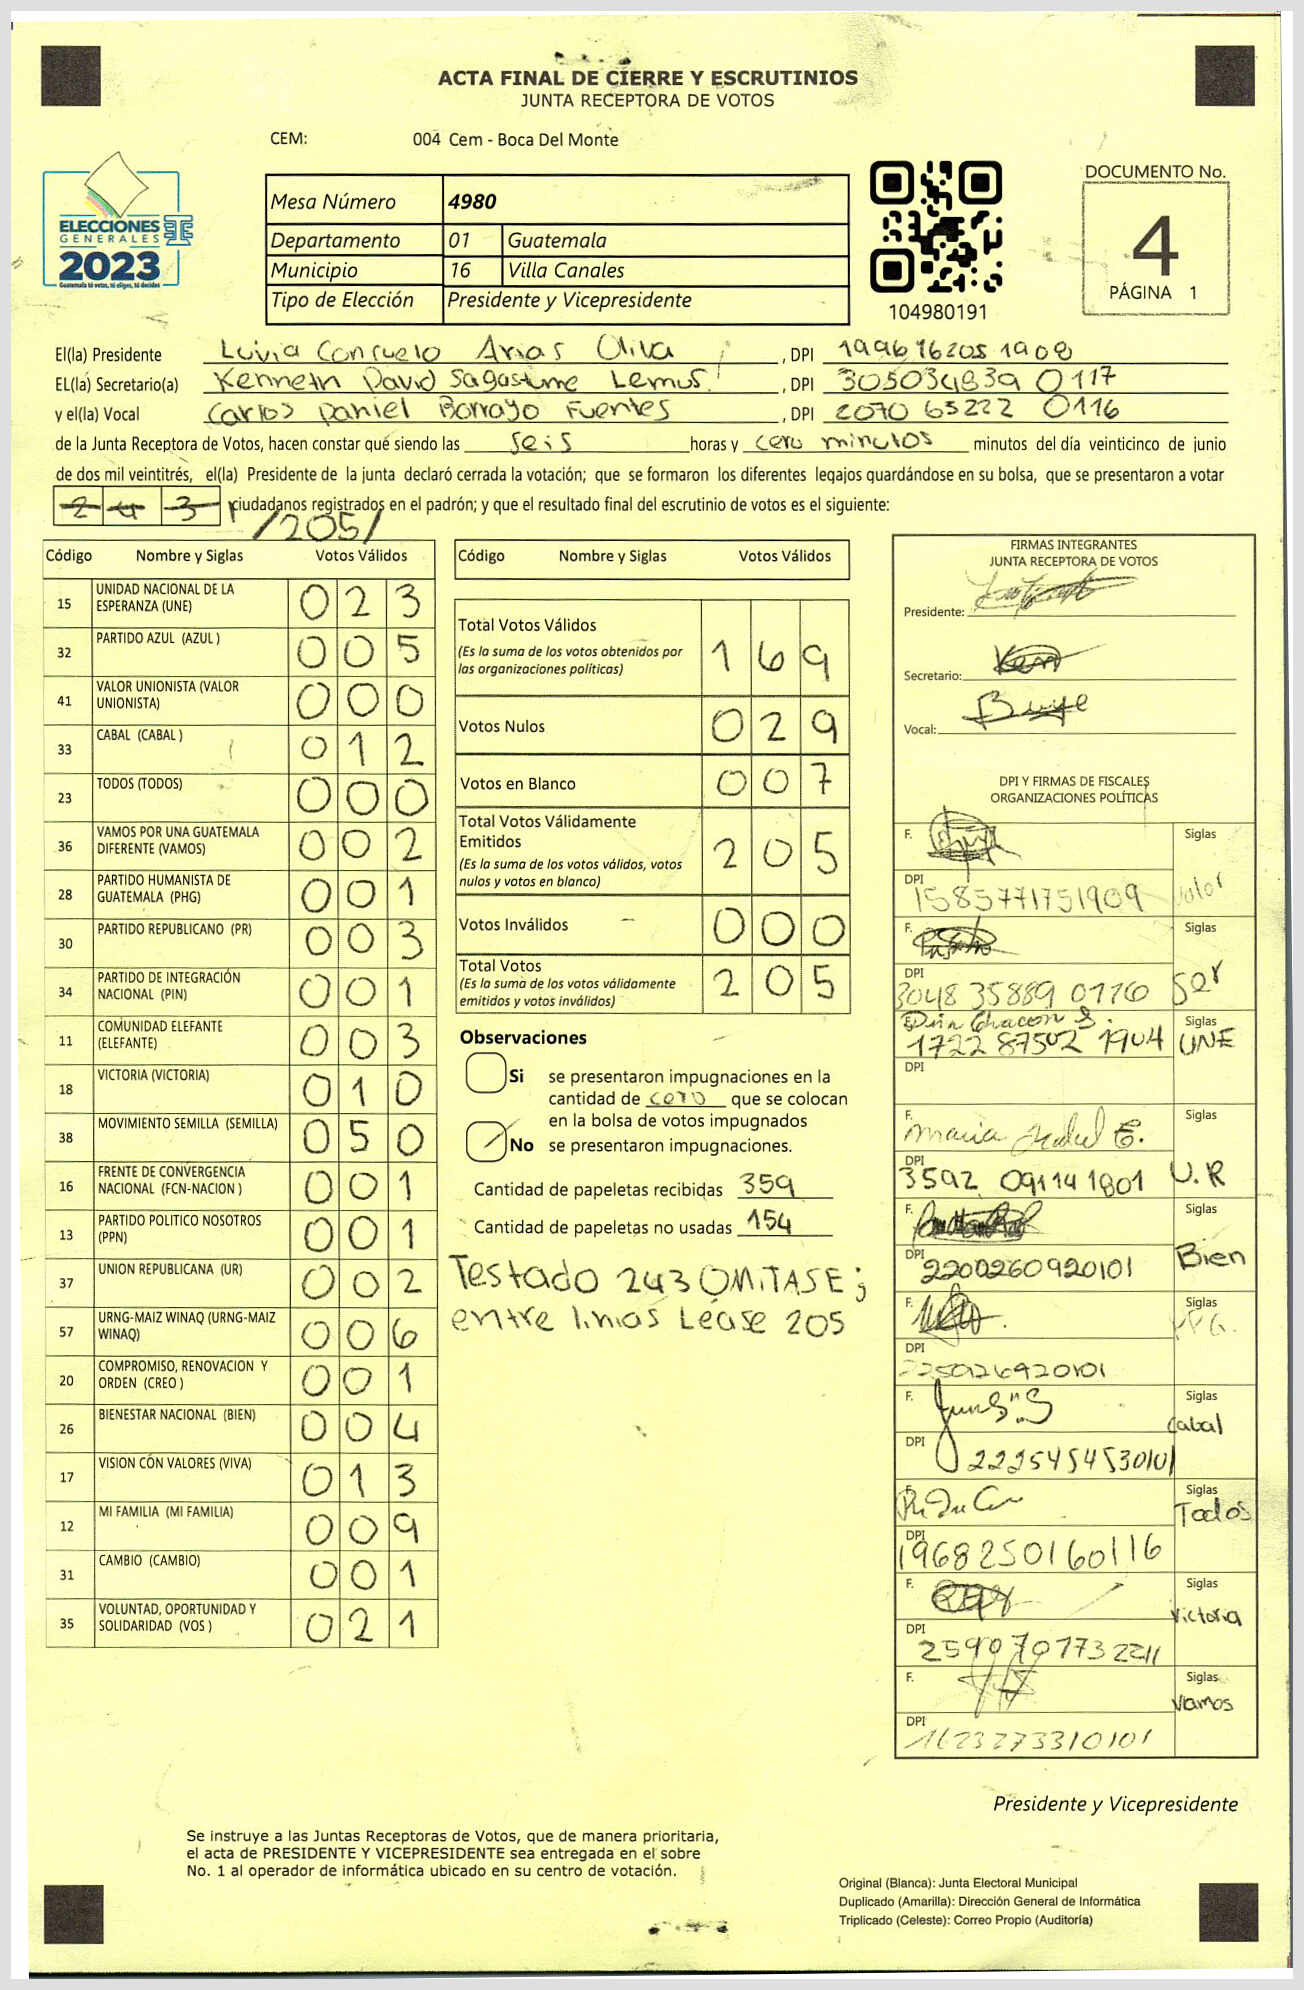 ACTA FINAL DE CIERRE Y ESCRUTINIOS
JUNTA RECEPTORA DE VOTOS
CEM: 004 Cem - Boca Del Monte
ELECCIONES
GENERALES
2023
Guatemala tú votas, tú eliges, tú decides
Mesa Número 4980
Departamento 01 Guatemala
Municipio 16 Villa Canales
Tipo de Elección Presidente y Vicepresidente
104980191
DOCUMENTO No.
4
PÁGINA 1
El(la) Presidente Luivia Consuelo Arias Oliva , DPI 1996162051908
EL(la) Secretario(a) Kenneth David Sagastume Lemus , DPI 305034839 0117
y el(la) Vocal Carlos Daniel Borrayo Fuentes , DPI 2070 63222 0116
de la Junta Receptora de Votos, hacen constar qué siendo las seis horas y cero minutos minutos del día veinticinco de junio
de dos mil veintitrés, el(la) Presidente de la junta declaró cerrada la votación; que se formaron los diferentes legajos quardándose en su bolsa, que se presentaron a votar
2 4 3 ciudadanos registrados en el padrón; y que el resultado final del escrutinio de votos es el siguiente:
/205/
Código Nombre y Siglas Votos Válidos
15 UNIDAD NACIONAL DE LA ESPERANZA (UNE) 0 2 3
32 PARTIDO AZUL (AZUL ) 0 0 5
41 VALOR UNIONISTA (VALOR UNIONISTA) 0 0 0
33 CABAL (CABAL ) 0 1 2
23 TODOS (TODOS) 0 0 0
36 VAMOS POR UNA GUATEMALA DIFERENTE (VAMOS) 0 0 2
28 PARTIDO HUMANISTA DE GUATEMALA (PHG) 0 0 1
30 PARTIDO REPUBLICANO (PR) 0 0 3
34 PARTIDO DE INTEGRACIÓN NACIONAL (PIN) 0 0 1
11 COMUNIDAD ELEFANTE (ELEFANTE) 0 0 3
18 VICTORIA (VICTORIA) 0 1 0
38 MOVIMIENTO SEMILLA (SEMILLA) 0 5 0
16 FRENTE DE CONVERGENCIA NACIONAL (FCN-NACION ) 0 0 1
13 PARTIDO POLITICO NOSOTROS (PPN) 0 0 1
37 UNION REPUBLICANA (UR) 0 0 2
57 URNG-MAIZ WINAQ (URNG-MAIZ WINAQ) 0 0 6
20 COMPROMISO, RENOVACION Y ORDEN (CREO ) 0 0 1
26 BIENESTAR NACIONAL (BIEN) 0 0 4
17 VISION CON VALORES (VIVA) 0 1 3
12 MI FAMILIA (MI FAMILIA) 0 0 9
31 CAMBIO (CAMBIO) 0 0 1
35 VOLUNTAD, OPORTUNIDAD Y SOLIDARIDAD (VOS ) 0 2 1
Código Nombre y Siglas Votos Válidos
Total Votos Válidos 1 6 9
(Es la suma de los votos obtenidos por
las organizaciones políticas)
Votos Nulos 0 2 9
Votos en Blanco 0 0 7
Total Votos Válidamente
Emitidos 2 0 5
(Es la suma de los votos válidos, votos
nulos y votos en blanco)
Votos Inválidos 0 0 0
Total Votos 2 0 5
(Es la suma de los votos válidamente
emitidos y votos inválidos)
Observaciones
Si se presentaron impugnaciones en la
cantidad de cero que se colocan
en la bolsa de votos impugnados
No se presentaron impugnaciones.
Cantidad de papeletas recibidas 359
Cantidad de papeletas no usadas 154
Testado 243 OMITASE ;
entre lineas Léase 205
FIRMAS INTEGRANTES
JUNTA RECEPTORA DE VOTOS
Presidente:
Secretario:
Vocal:
DPI Y FIRMAS DE FISCALES
ORGANIZACIONES POLÍTICAS
F. Siglas Valor
DPI 1585771751909
F. Siglas Ser
DPI 3048 35889 0116
Chacon S. Siglas UNE
1722 87502 1904
DPI
F. Maria Isabel E. Siglas U.R
DPI 3592 09114 1801
F. Siglas Bien
DPI 2200260920101
F. Siglas
DPI
F. Siglas Cabal
DPI 2225454530101
F. Siglas Todos
DPI 1968250160116
F. Siglas Victoria
DPI 2590707732211
F. Siglas Vamos
DPI 1623273310101
Presidente y Vicepresidente
Se instruye a las Juntas Receptoras de Votos, que de manera prioritaria,
el acta de PRESIDENTE Y VICEPRESIDENTE sea entregada en el sobre
No. 1 al operador de informática ubicado en su centro de votación.
Original (Blanca): Junta Electoral Municipal
Duplicado (Amarilla): Dirección General de Informática
Triplicado (Celeste): Correo Propio (Auditoría)